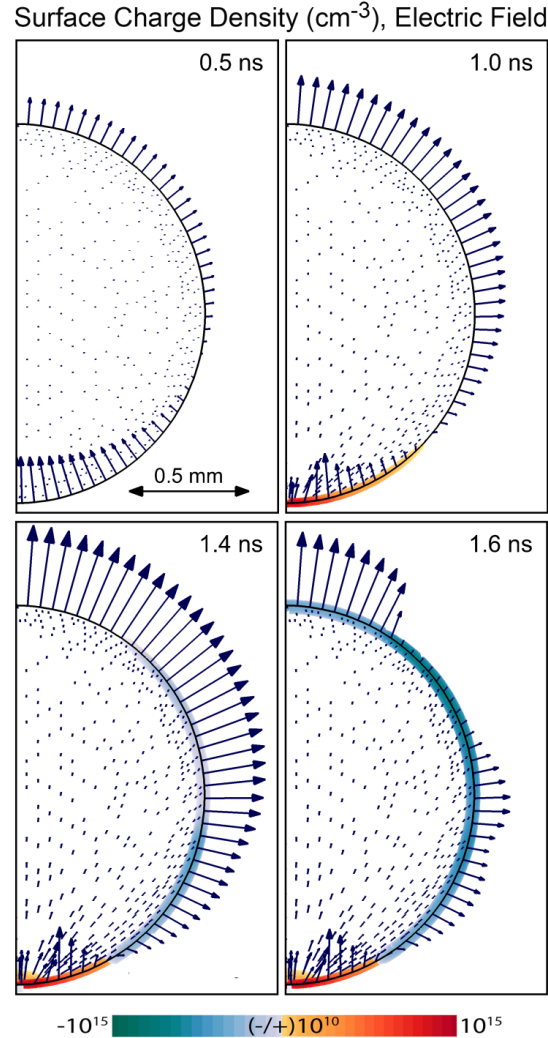 Surface Charge Density (cm⁻³), Electric Field
0.5 ns
1.0 ns
0.5 mm
1.4 ns
1.6 ns
-10¹⁵ (-/+)10¹⁰ 10¹⁵